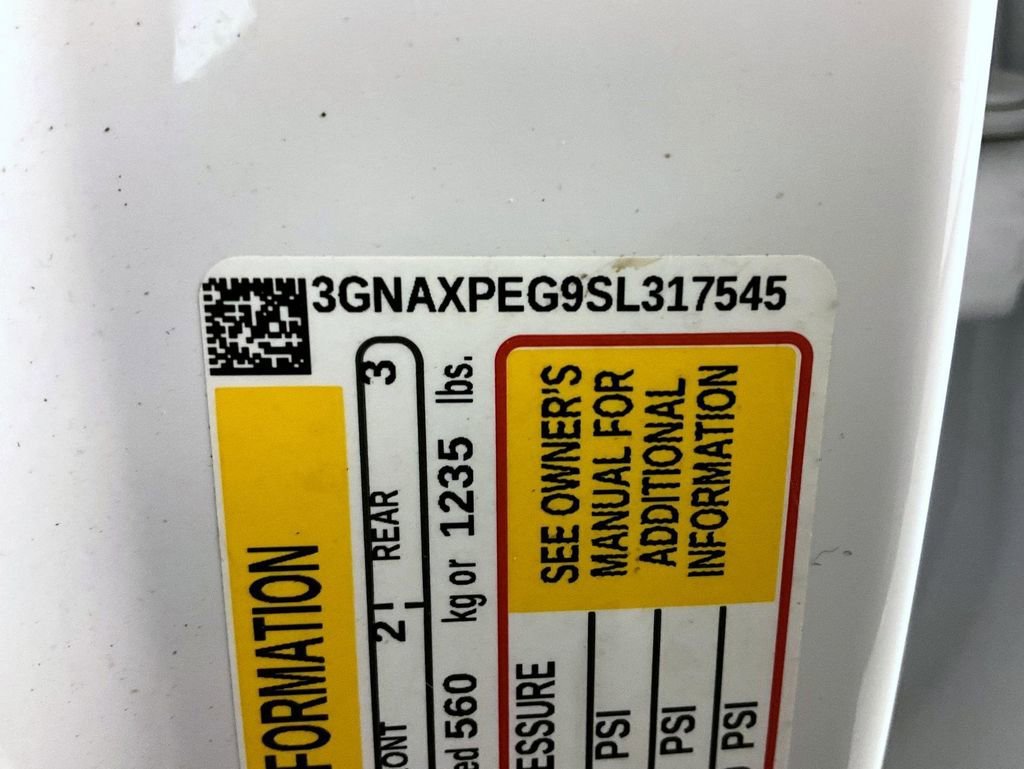 3GNAXPEG9SL317545
FORMATION
ONT 2 REAR 3
ed 560 kg or 1235 lbs.
ESSURE
SEE OWNER'S
MANUAL FOR
ADDITIONAL
INFORMATION
PSI
PSI
PSI